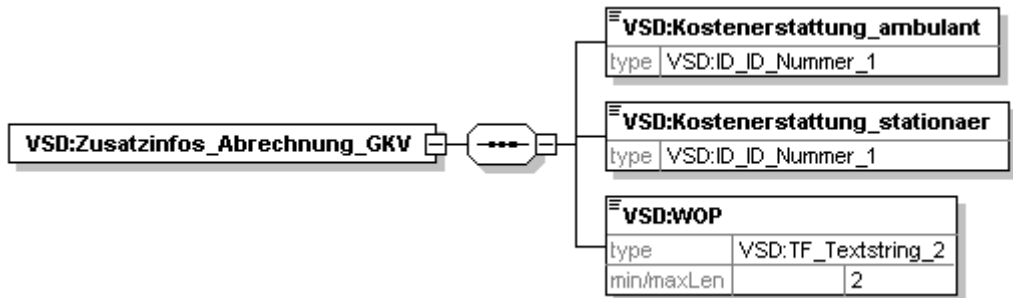 VSD:Kostenerstattung_ambulant
type VSD:ID_ID_Nummer_1
VSD:Zusatzinfos_Abrechnung_GKV
VSD:Kostenerstattung_stationaer
type VSD:ID_ID_Nummer_1
VSD:WOP
type VSD:TF_Textstring_2
min/maxLen 2